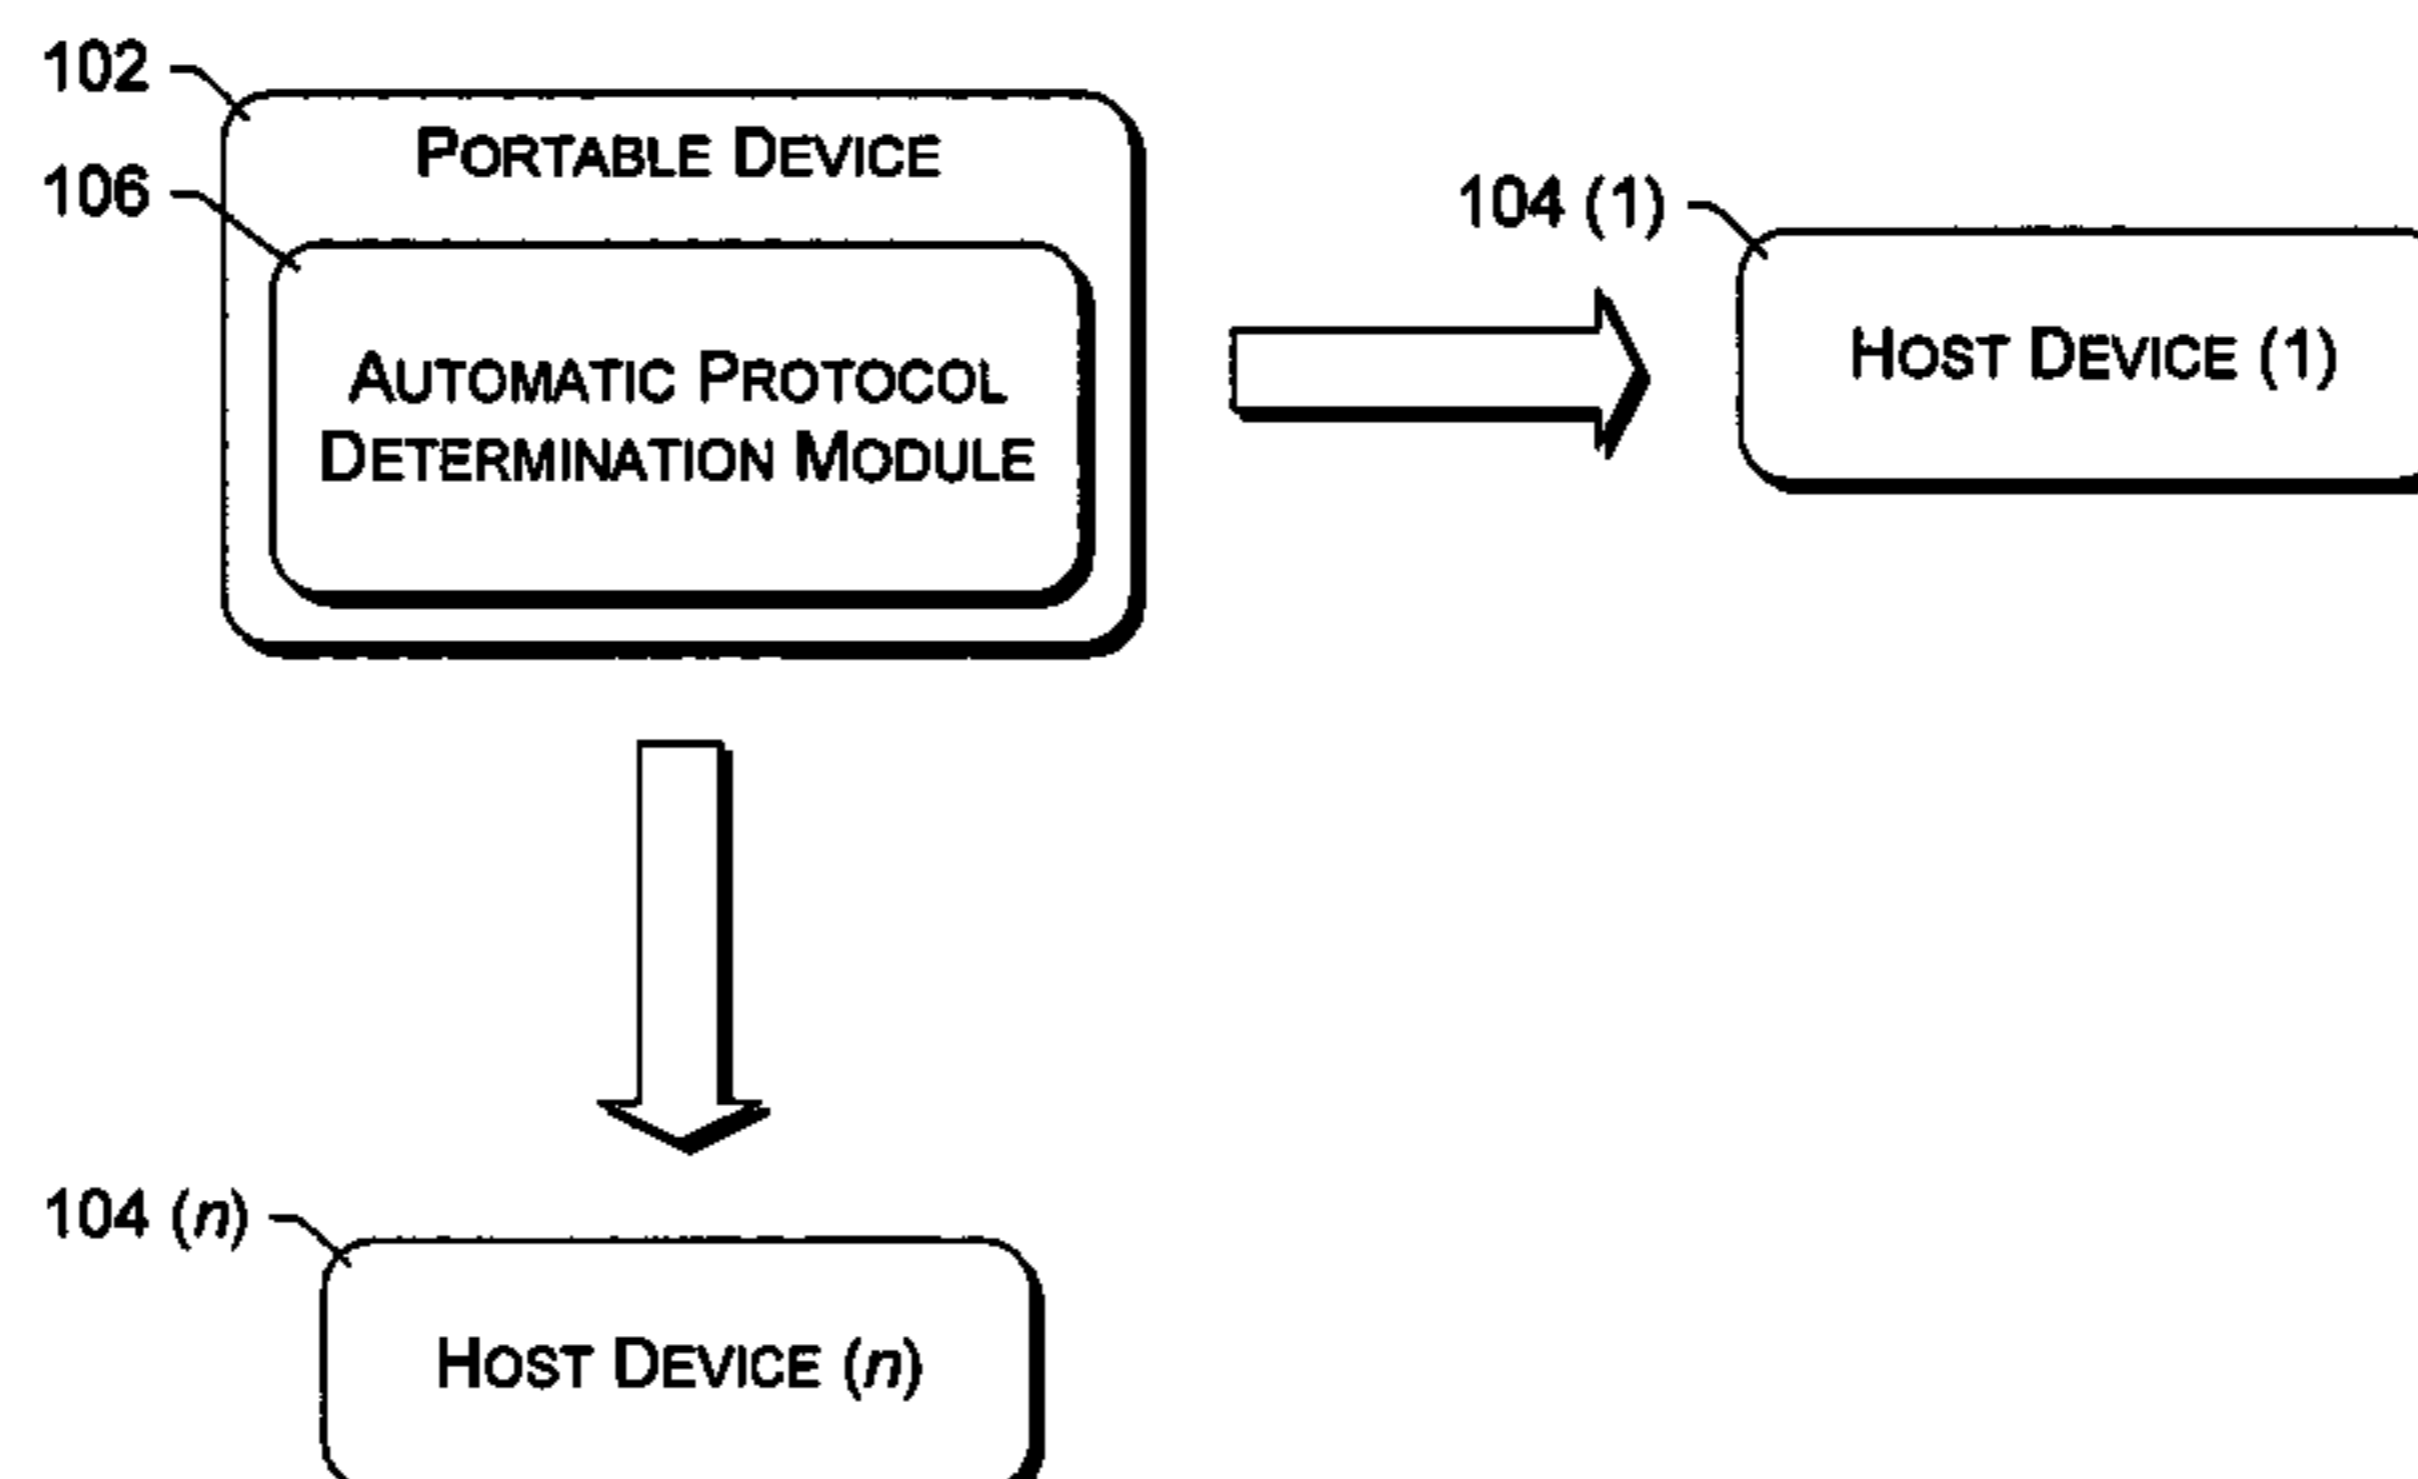 102
PORTABLE DEVICE
106
AUTOMATIC PROTOCOL
DETERMINATION MODULE
104 (1)
HOST DEVICE (1)
104 (n)
HOST DEVICE (n)